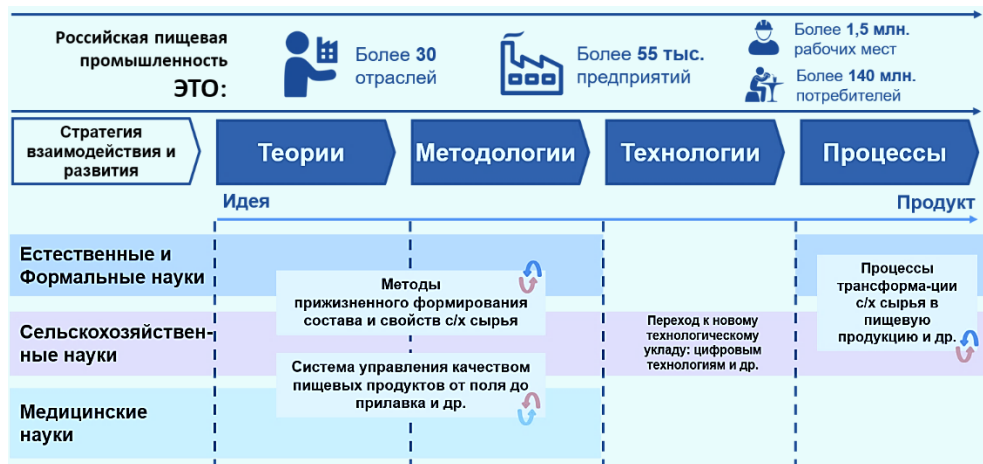 Российская пищевая
промышленность
ЭТО:
Более 30
отраслей
Более 55 тыс.
предприятий
Более 1,5 млн.
рабочих мест
Более 140 млн.
потребителей
Стратегия
взаимодействия и
развития
Теории
Методологии
Технологии
Процессы
Идея
Продукт
Естественные и
Формальные науки
Методы
прижизненного формирования
состава и свойств с/х сырья
Процессы
трансформа-ции
с/х сырья в
пищевую
продукцию и др.
Сельскохозяйствен-
ные науки
Переход к новому
технологическому
укладу: цифровым
технологиям и др.
Система управления качеством
пищевых продуктов от поля до
прилавка и др.
Медицинские
науки